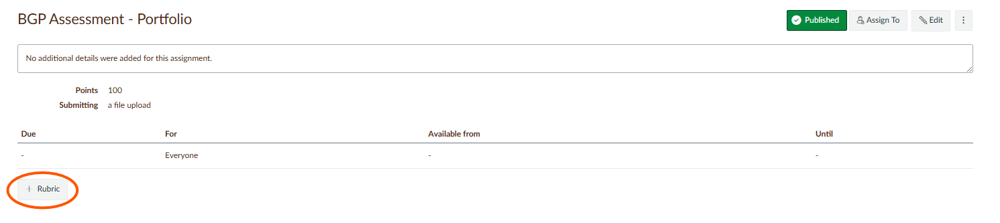 BGP Assessment - Portfolio
Published Assign To Edit
No additional details were added for this assignment.
Points 100
Submitting a file upload
Due For Available from Until
- Everyone - -
+ Rubric